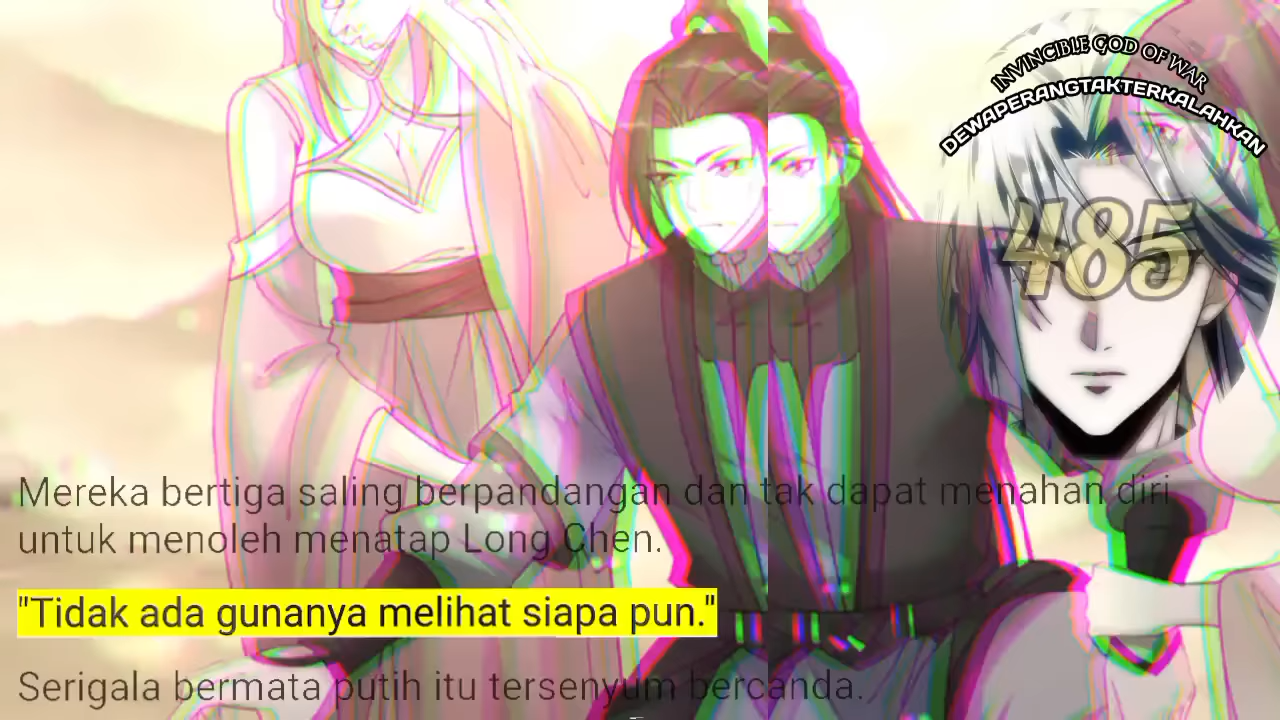 INVINCIBLE GOD OF WAR
DEWAPERANGTAKTERKALAHKAN
485
Mereka bertiga saling berpandangan dan tak dapat menahan diri
untuk menoleh menatap Long Chen.
"Tidak ada gunanya melihat siapa pun."
Serigala bermata putih itu tersenyum bercanda.